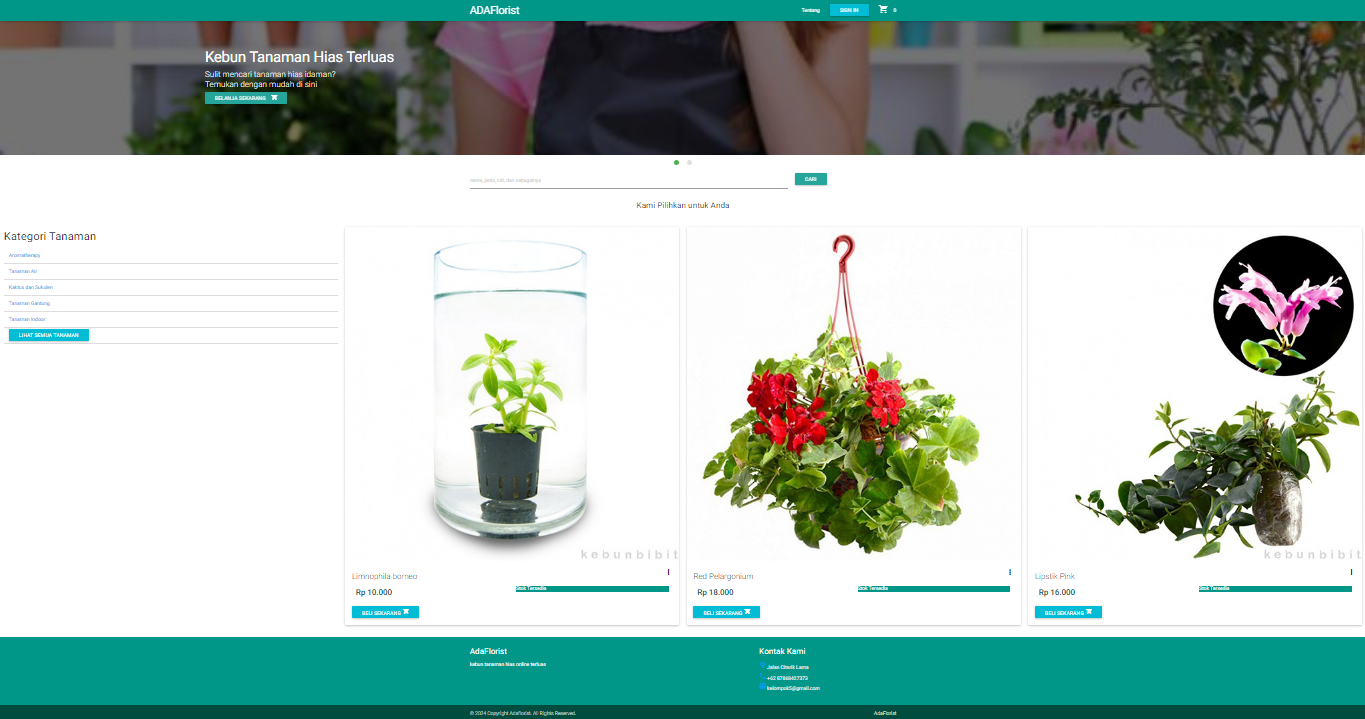 ADAFlorist
Tentang
SIGN IN
0
Kebun Tanaman Hias Terluas
Sulit mencari tanaman hias idaman?
Temukan dengan mudah di sini
BELANJA SEKARANG
nama, jenis, sifat, dan sebagainya
CARI
Kami Pilihkan untuk Anda
Kategori Tanaman
Aromatherapy
Tanaman Air
Kaktus dan Sukulen
Tanaman Gantung
Tanaman Indoor
LIHAT SEMUA TANAMAN
kebunbibit
Limnophila borneo
Rp 10.000
Stok Tersedia
BELI SEKARANG
Red Pelargonium
Rp 18.000
Stok Tersedia
BELI SEKARANG
kebunbibit
Lipstik Pink
Rp 16.000
Stok Tersedia
BELI SEKARANG
AdaFlorist
kebun tanaman hias online terluas
Kontak Kami
Jalan Lama
+62 87868407373
kelompok5@gmail.com
© 2024 Copyright Adaflorist. All Rights Reserved.
AdaFlorist